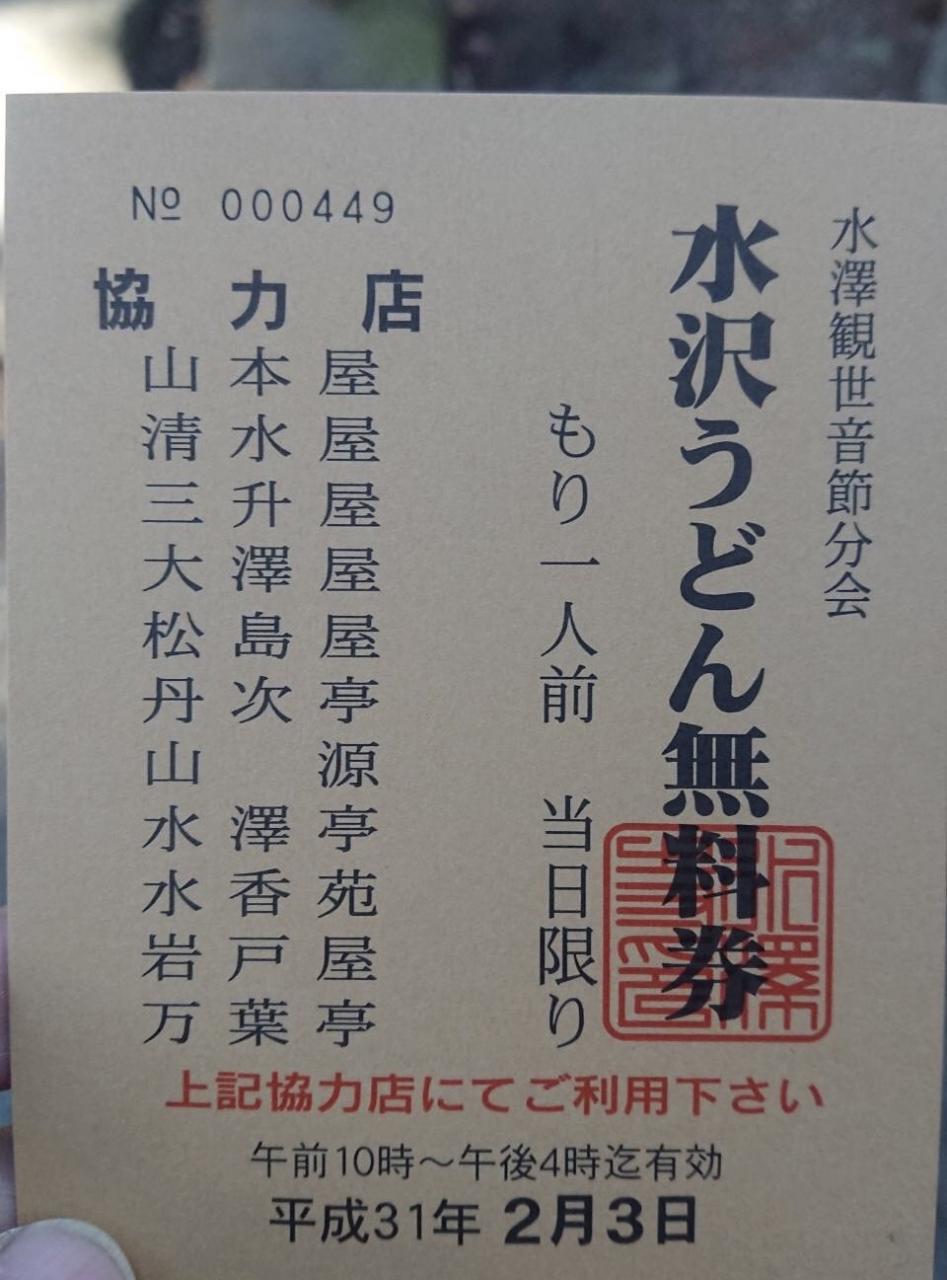 水澤観世音節分会
水沢うどん無料券
もり一人前 当日限り
№ 000449
協力店
山本屋
清水屋
三升屋
大澤屋
松島屋
丹次亭
山源
水澤亭
水香苑
岩戸屋
万葉亭
上記協力店にてご利用下さい
午前10時～午後4時迄有効
平成31年 2月3日